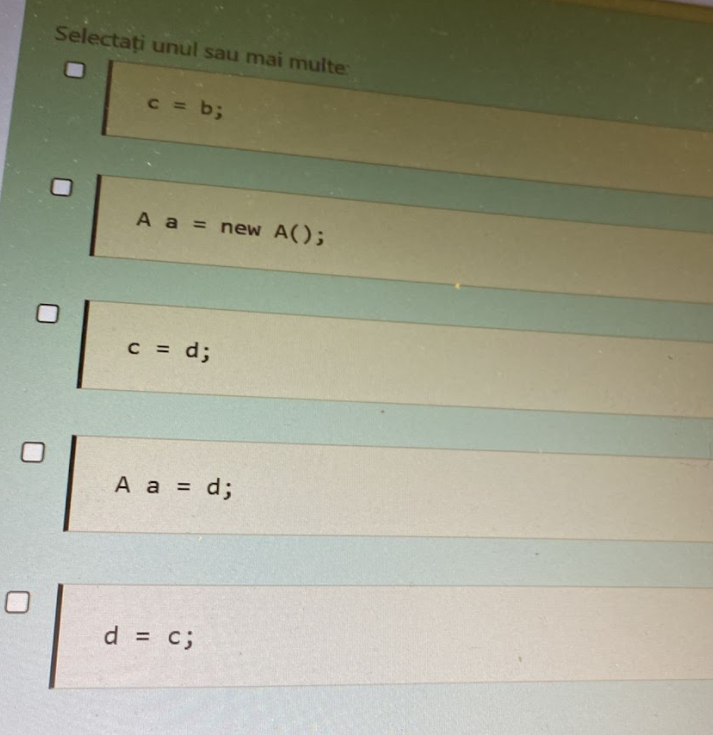 Selectați unul sau mai multe:
c = b;
A a = new A();
c = d;
A a = d;
d = c;